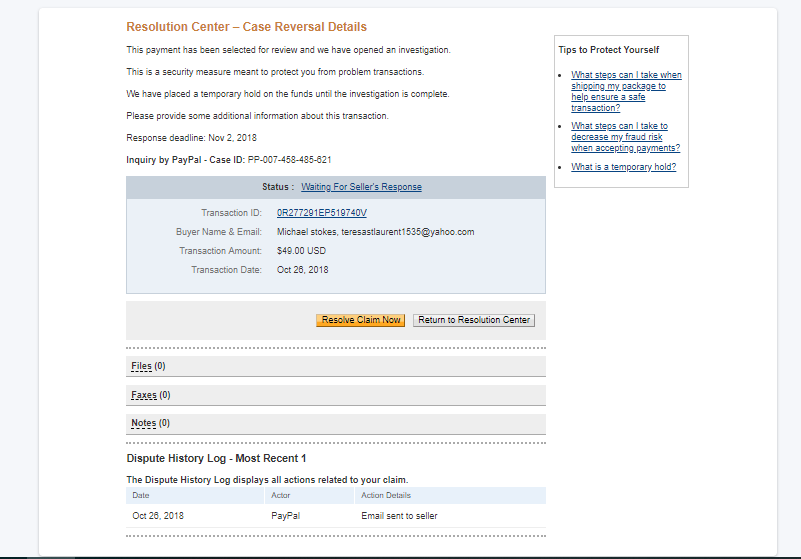 Resolution Center – Case Reversal Details
This payment has been selected for review and we have opened an investigation.
This is a security measure meant to protect you from problem transactions.
We have placed a temporary hold on the funds until the investigation is complete.
Please provide some additional information about this transaction.
Response deadline: Nov 2, 2018
Inquiry by PayPal - Case ID: PP-007-458-485-621
Status : Waiting For Seller's Response
Transaction ID: 0R277291EP519740V
Buyer Name & Email: Michael stokes, teresastlaurent1535@yahoo.com
Transaction Amount: $49.00 USD
Transaction Date: Oct 26, 2018
Resolve Claim Now Return to Resolution Center
Files (0)
Faxes (0)
Notes (0)
Dispute History Log - Most Recent 1
The Dispute History Log displays all actions related to your claim.
Date Actor Action Details
Oct 26, 2018 PayPal Email sent to seller
Tips to Protect Yourself
• What steps can I take when
shipping my package to
help ensure a safe
transaction?
• What steps can I take to
decrease my fraud risk
when accepting payments?
• What is a temporary hold?